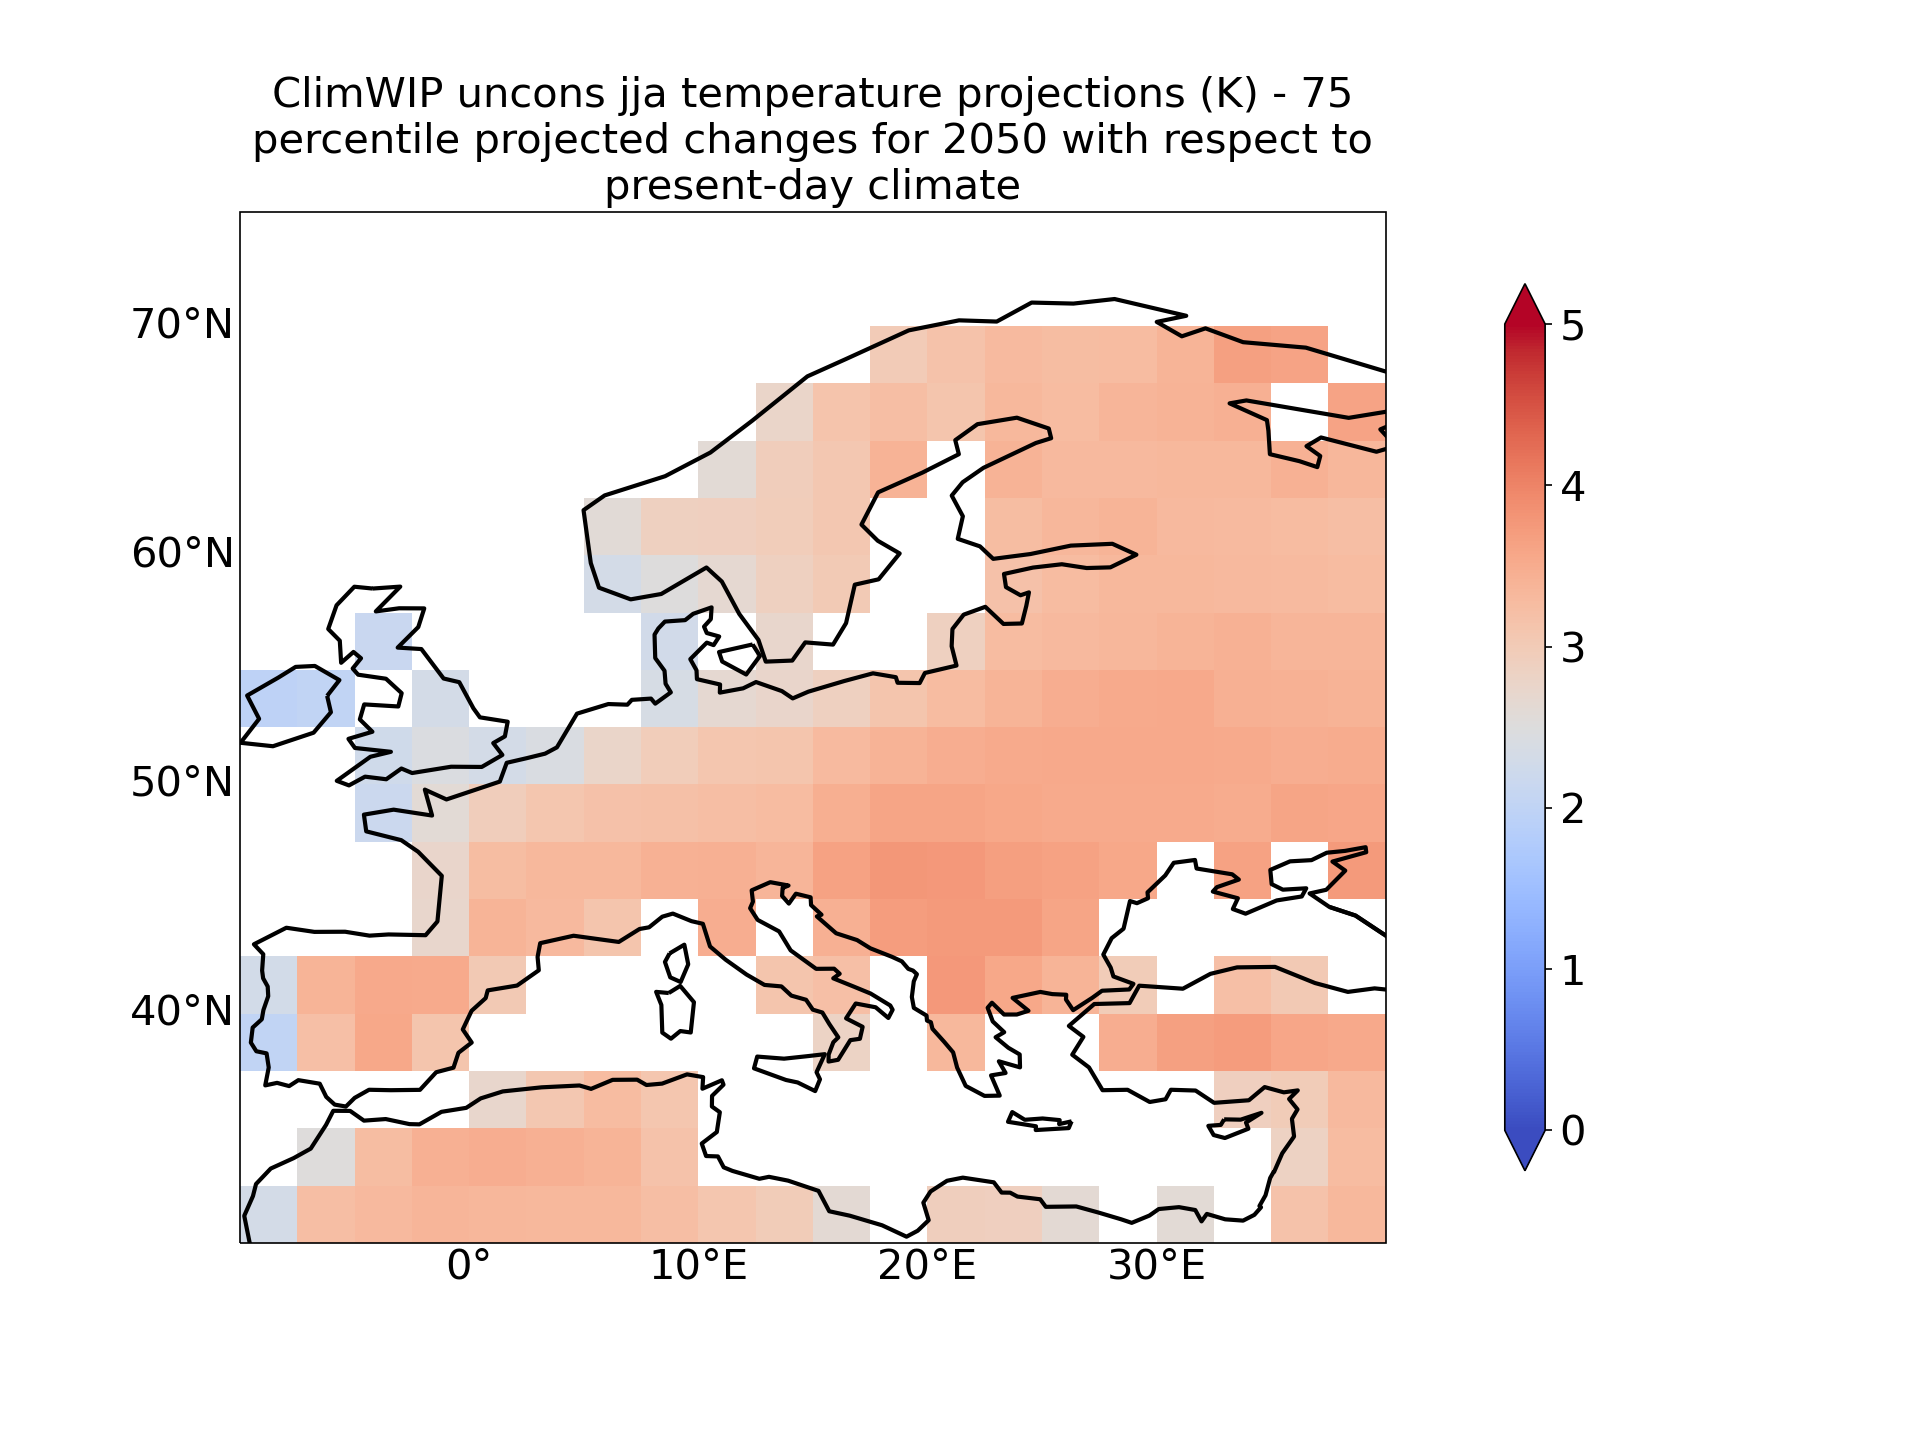 ClimWIP uncons jja temperature projections (K) - 75
percentile projected changes for 2050 with respect to
present-day climate
70°N
60°N
50°N
40°N
0°
10°E
20°E
30°E
5
4
3
2
1
0